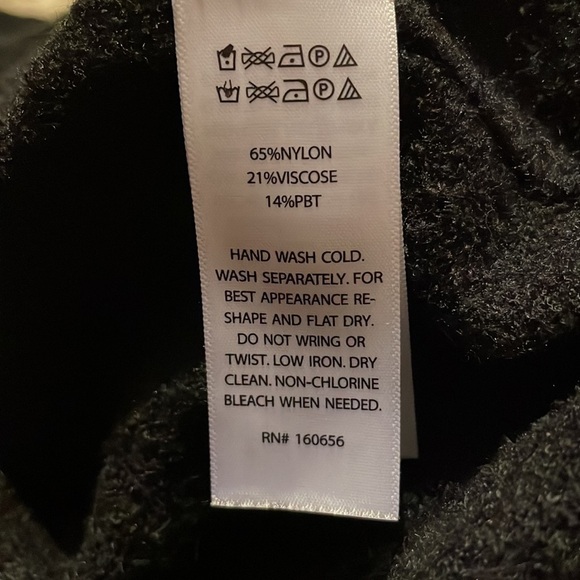 65%NYLON
21%VISCOSE
14%PBT
HAND WASH COLD.
WASH SEPARATELY. FOR
BEST APPEARANCE RE-
SHAPE AND FLAT DRY.
DO NOT WRING OR
TWIST. LOW IRON. DRY
CLEAN. NON-CHLORINE
BLEACH WHEN NEEDED.
RN# 160656